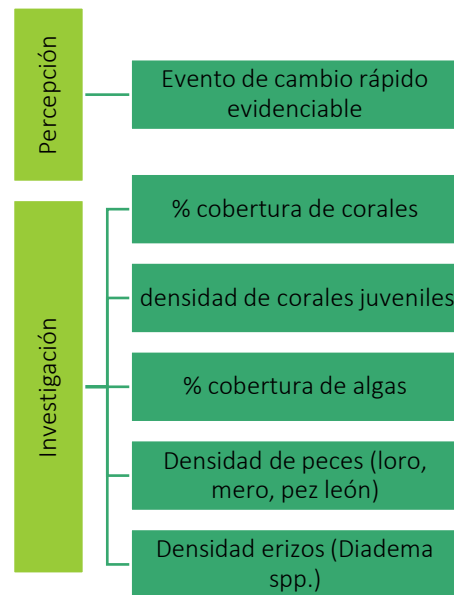 Percepción
Evento de cambio rápido
evidenciable
Investigación
% cobertura de corales
densidad de corales juveniles
% cobertura de algas
Densidad de peces (loro,
mero, pez león)
Densidad erizos (Diadema
spp.)